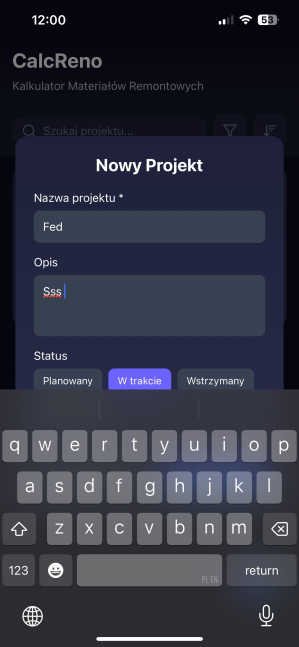 12:00
53
CalcReno
Kalkulator Materiałów Remontowych
Szukaj projektu...
Nowy Projekt
Nazwa projektu *
Fed
Opis
Sss
Status
Planowany W trakcie Wstrzymany
q w e r t y u i o p
a s d f g h j k l
z x c v b n m
123 PL EN return